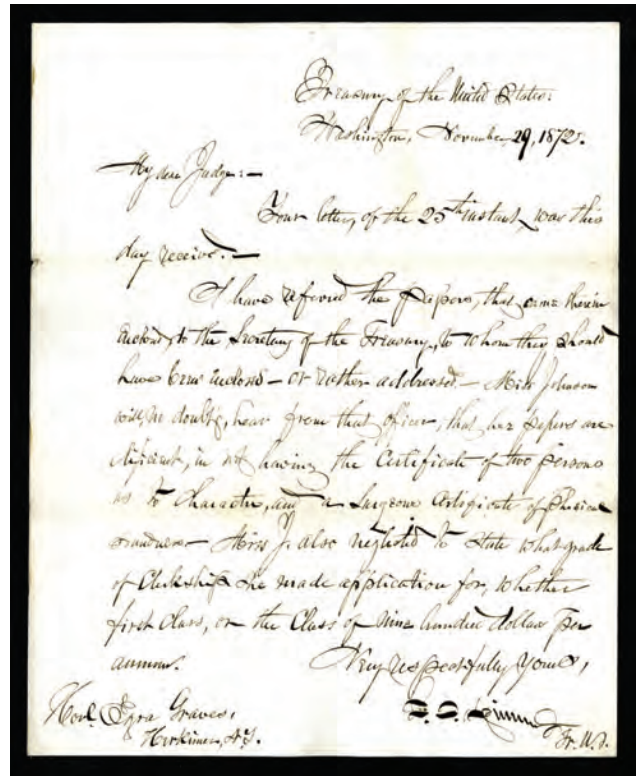 Treasury of the United States:
Washington, November 29, 1872.
My dear Judge:—
Your letter, of the 25th instant, was this
day received.—
I have referred the papers, that came therein
inclosed, to the Secretary of the Treasury, to whom they should
have been inclosed — or rather addressed. — Miss Johnson
will, no doubt, hear from that officer, that her papers are
deficient, in not having the Certificate of two persons
as to Character, and a Surgeons Certificate of physical
soundness — Miss J. also neglected to state what grade
of Clerkship she made application for, whether
first Class, or the Class of nine hundred dollars per
annum.
Very respectfully yours,
Hon. Ezra Graves,
Herkimer, N.Y.
Tr. U.S.